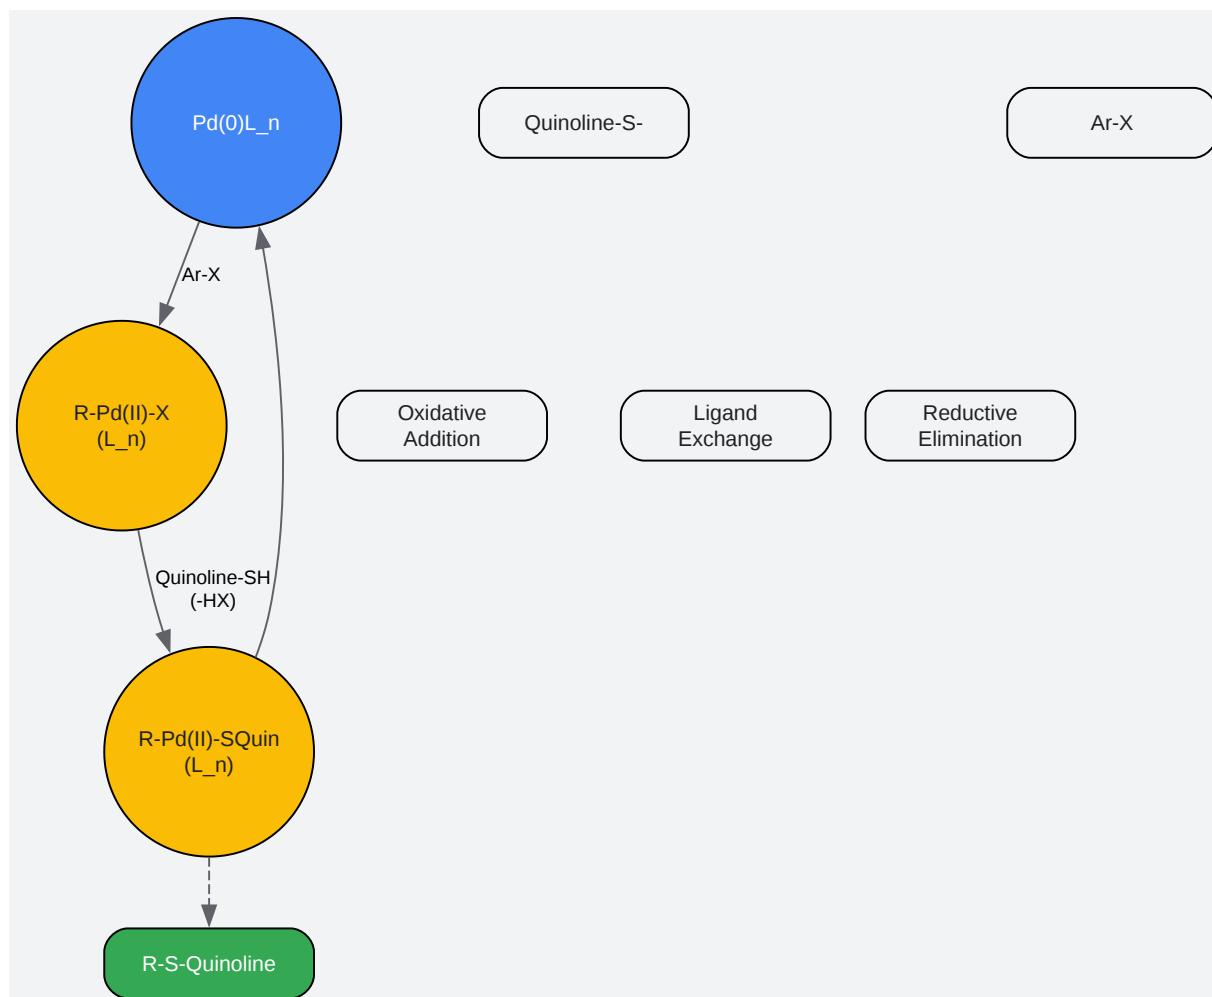 Pd(0)L_n
Quinoline-S-
Ar-X
Ar-X
R-Pd(II)-X
(L_n)
Oxidative
Addition
Ligand
Exchange
Reductive
Elimination
Quinoline-SH
(-HX)
R-Pd(II)-SQuin
(L_n)
R-S-Quinoline